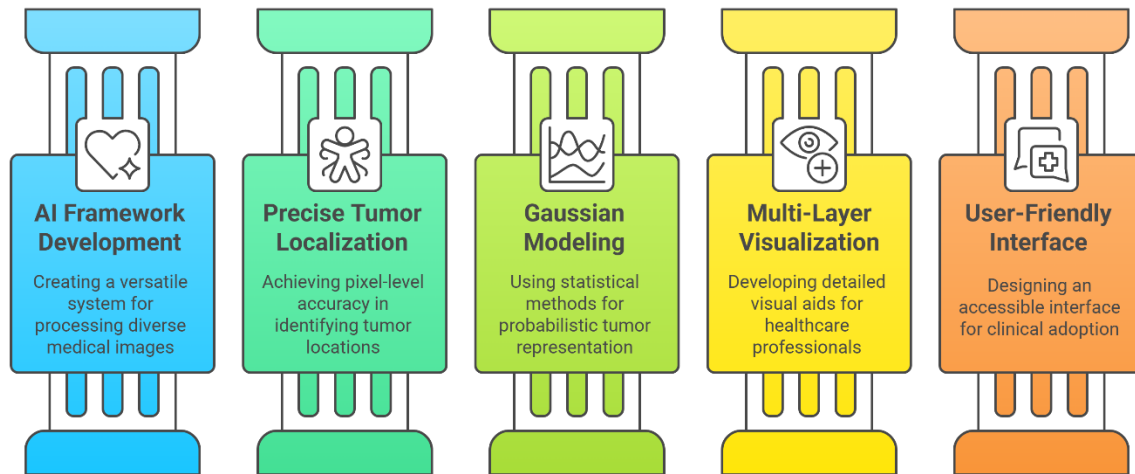 AI Framework
Development
Creating a versatile
system for
processing diverse
medical images
Precise Tumor
Localization
Achieving pixel-level
accuracy in
identifying tumor
locations
Gaussian
Modeling
Using statistical
methods for
probabilistic tumor
representation
Multi-Layer
Visualization
Developing detailed
visual aids for
healthcare
professionals
User-Friendly
Interface
Designing an
accessible interface
for clinical adoption